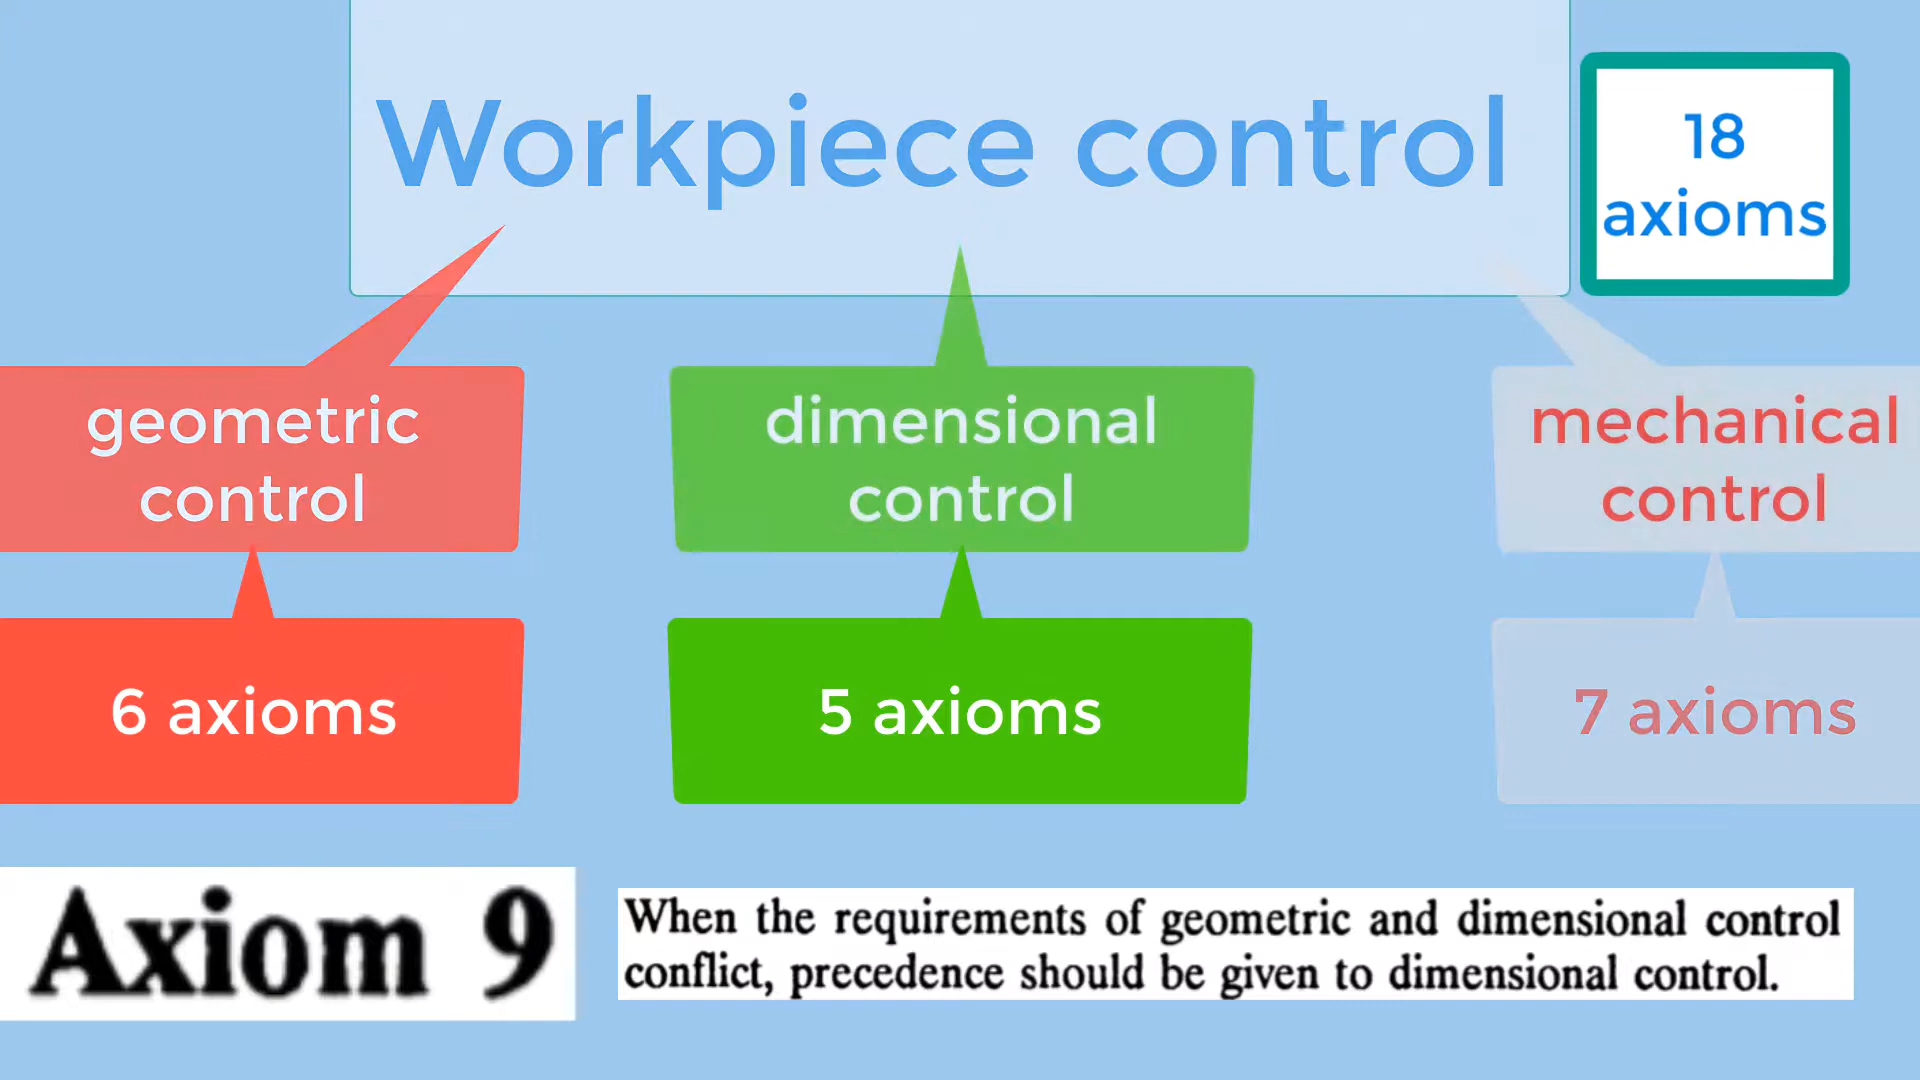 Workpiece control
18
axioms
geometric
control
dimensional
control
mechanical
control
6 axioms
5 axioms
7 axioms
Axiom 9
When the requirements of geometric and dimensional control
conflict, precedence should be given to dimensional control.